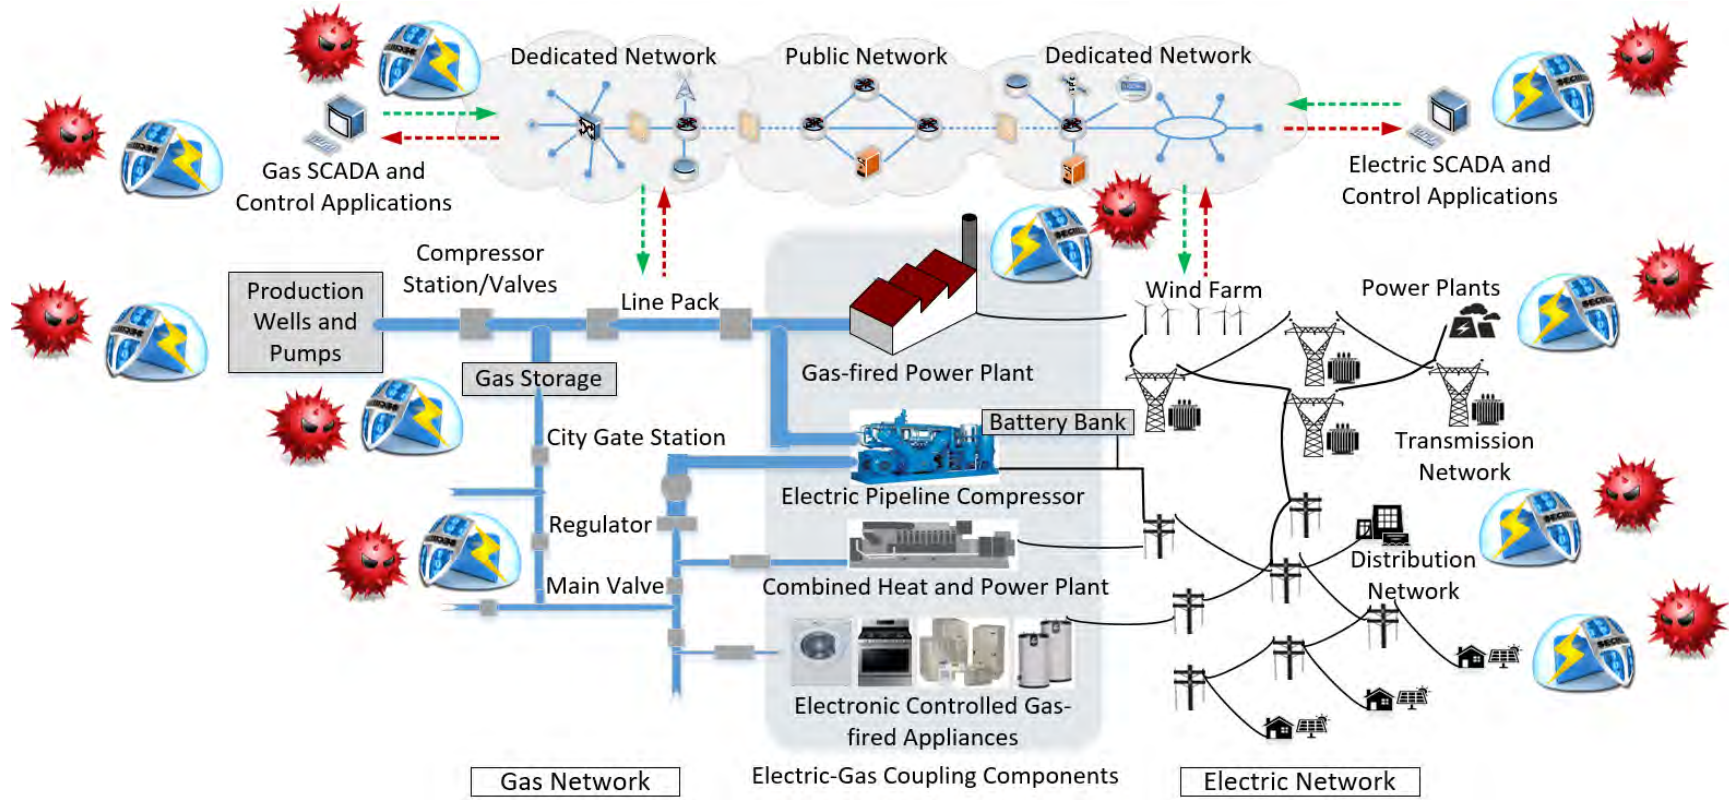 Dedicated Network
Public Network
Dedicated Network
Gas SCADA and
Control Applications
Electric SCADA and
Control Applications
Compressor
Station/Valves
Production
Wells and
Pumps
Line Pack
Wind Farm
Power Plants
Gas Storage
Gas-fired Power Plant
City Gate Station
Battery Bank
Transmission
Network
Electric Pipeline Compressor
Regulator
Main Valve
Combined Heat and Power Plant
Distribution
Network
Electronic Controlled Gas-
fired Appliances
Gas Network
Electric-Gas Coupling Components
Electric Network